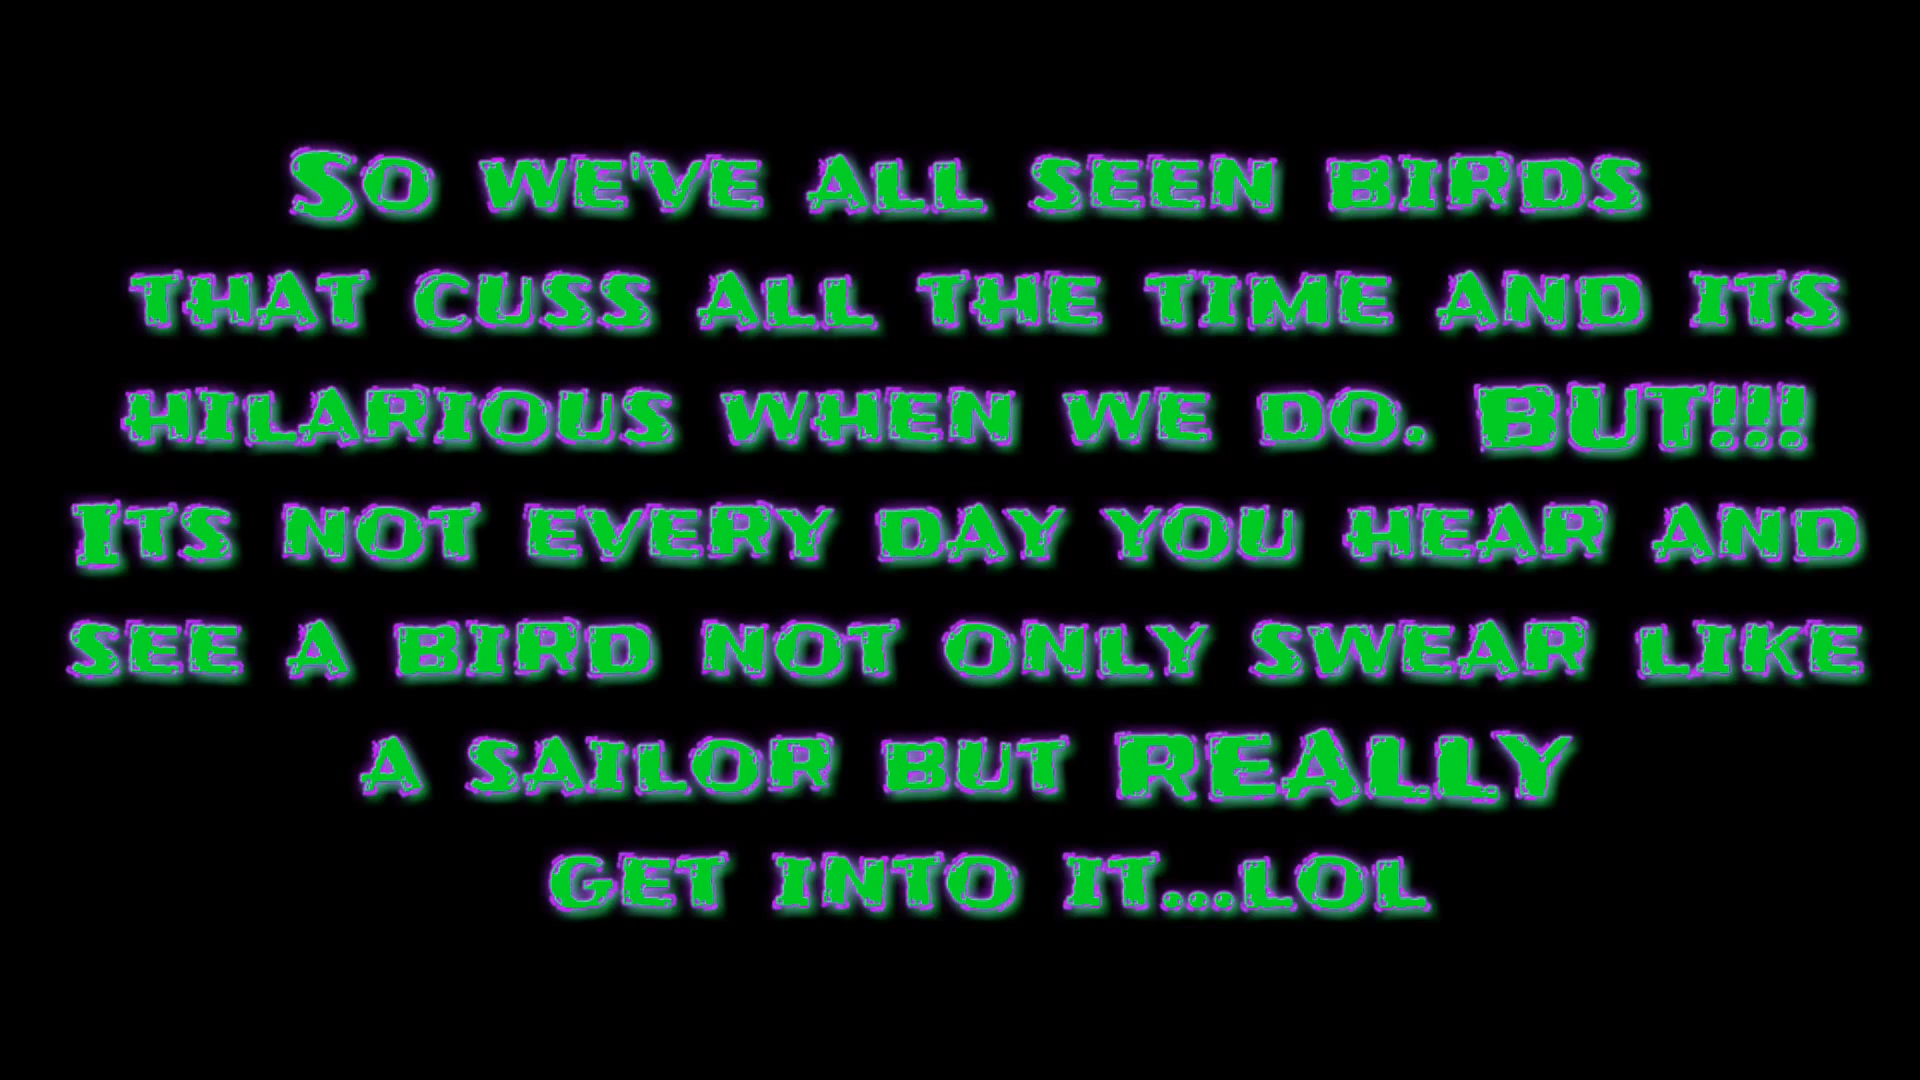 So we've all seen birds
that cuss all the time and its
hilarious when we do. BUT!!!
Its not every day you hear and
see a bird not only swear like
a sailor but REALLY
get into it...lol